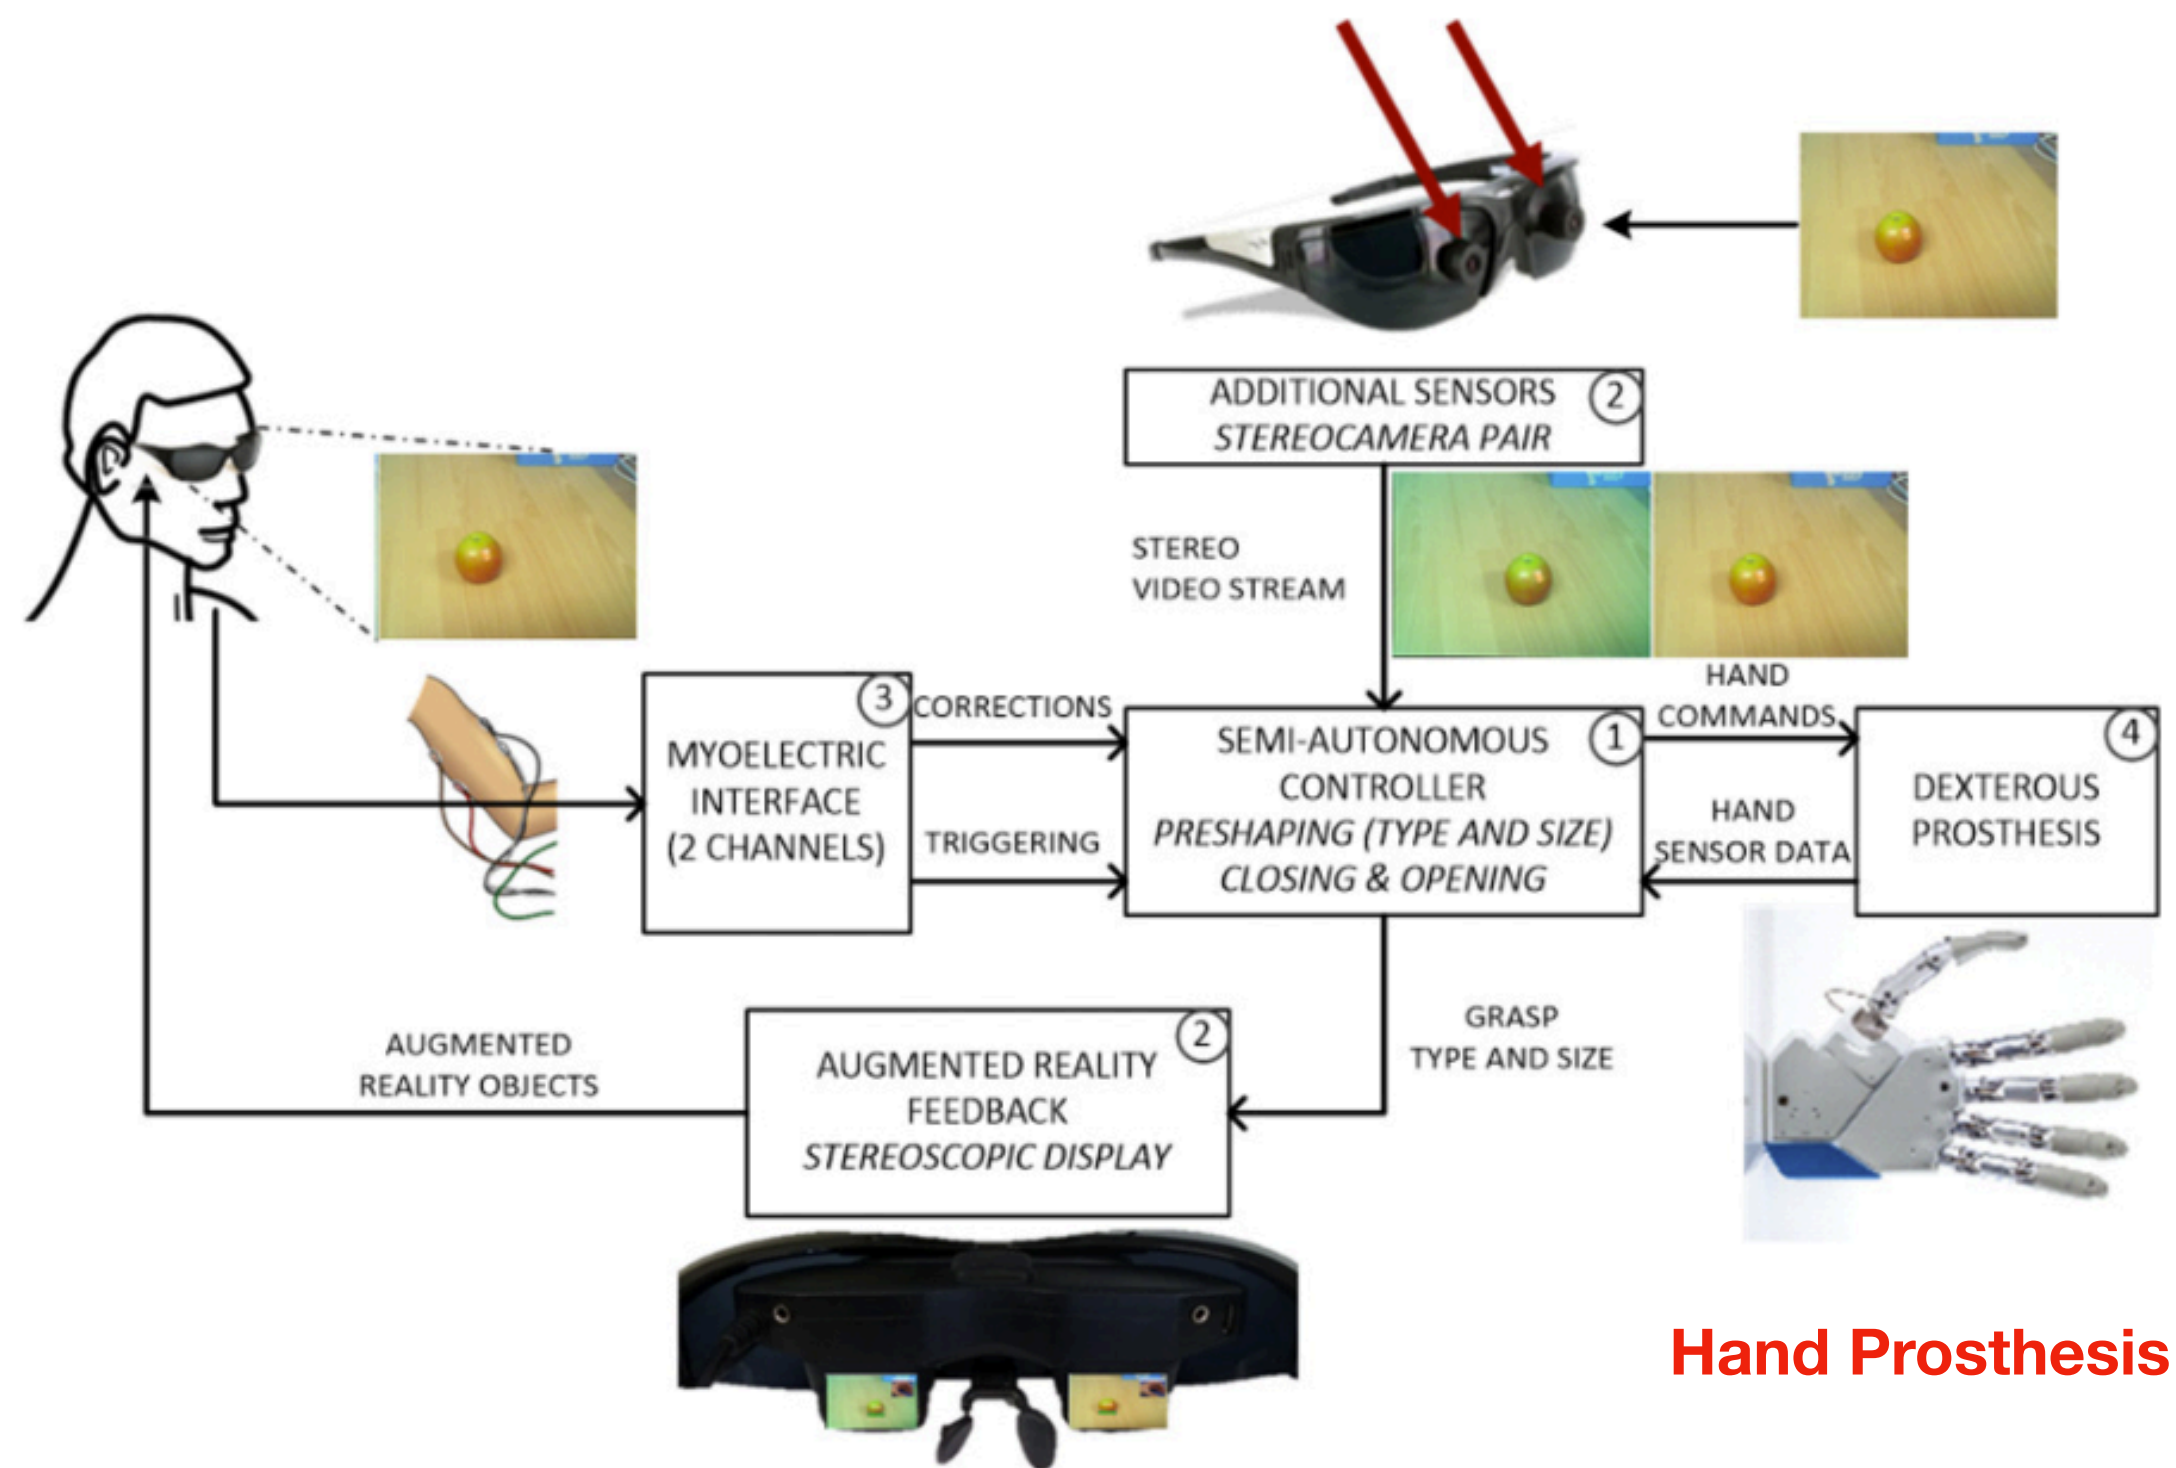 ADDITIONAL SENSORS
STEREOCAMERA PAIR
2
STEREO
VIDEO STREAM
3
MYOELECTRIC
INTERFACE
(2 CHANNELS)
CORRECTIONS
TRIGGERING
1
SEMI-AUTONOMOUS
CONTROLLER
PRESHAPING (TYPE AND SIZE)
CLOSING & OPENING
HAND
COMMANDS
HAND
SENSOR DATA
4
DEXTEROUS
PROSTHESIS
GRASP
TYPE AND SIZE
2
AUGMENTED REALITY
FEEDBACK
STEREOSCOPIC DISPLAY
AUGMENTED
REALITY OBJECTS
Hand Prosthesis